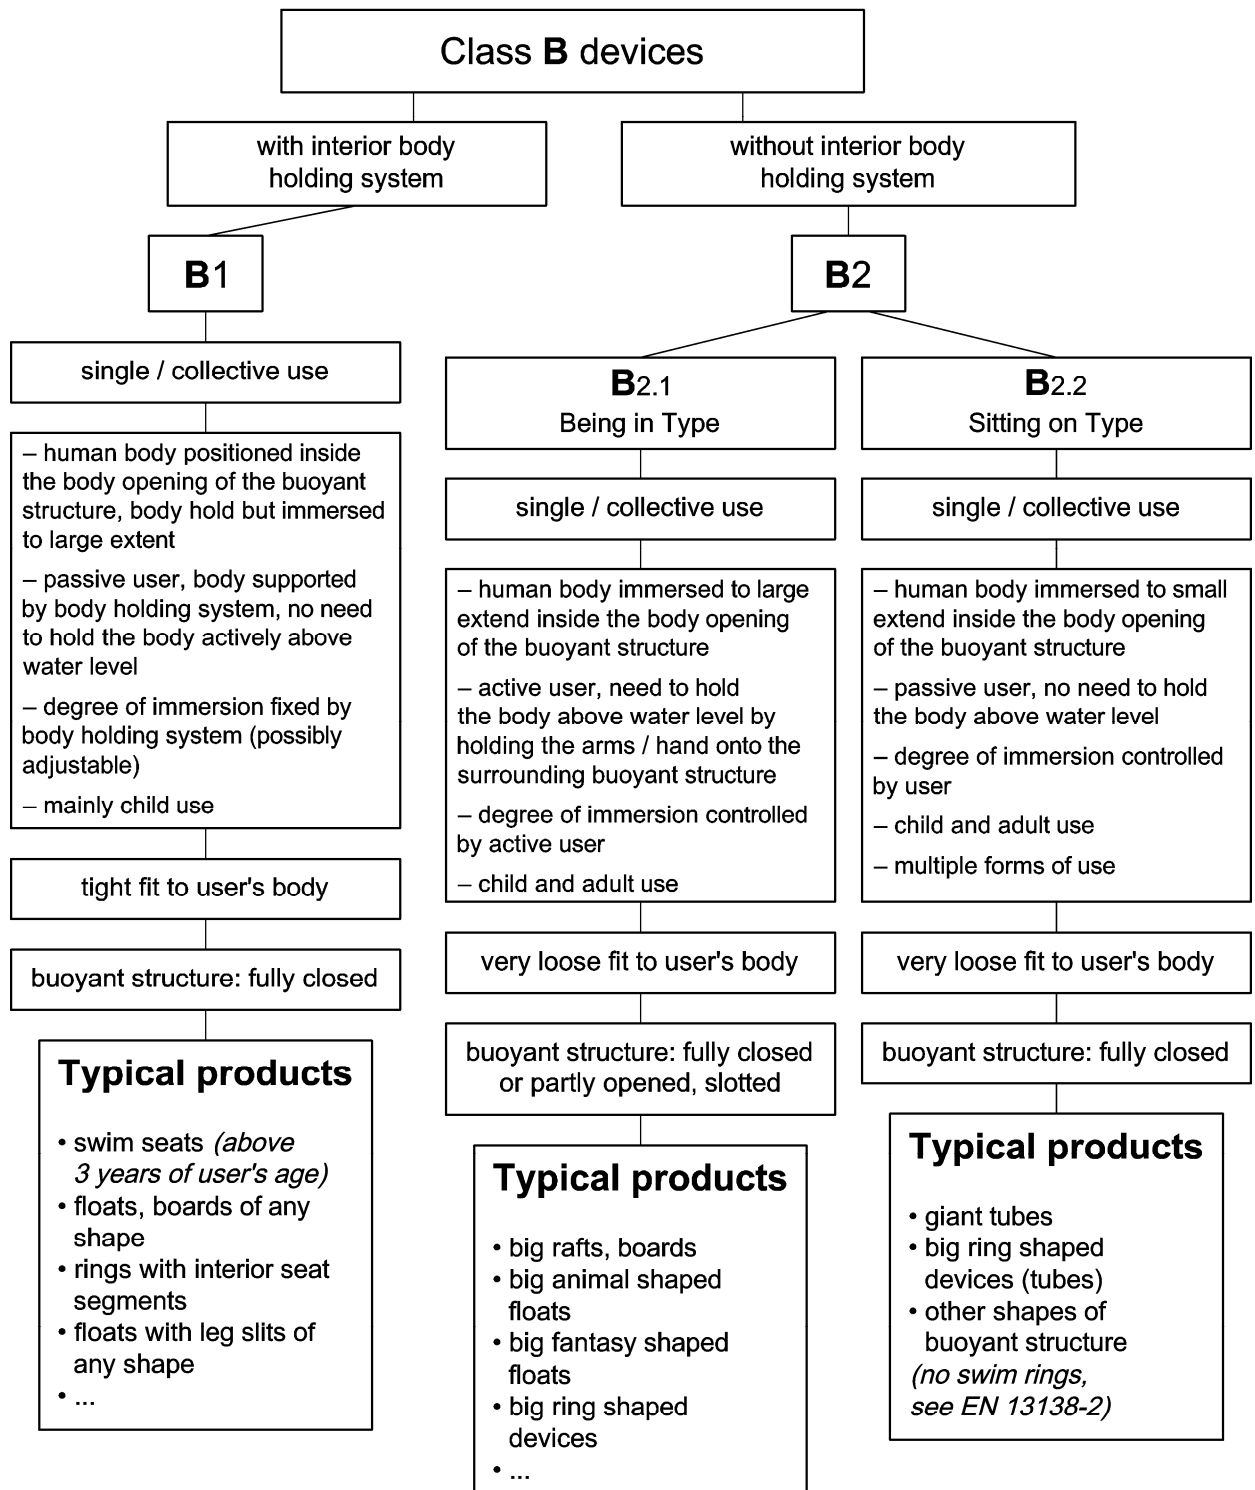 Class B devices
with interior body
holding system
without interior body
holding system
B1
B2
single / collective use
– human body positioned inside
the body opening of the buoyant
structure, body hold but immersed
to large extent
– passive user, body supported
by body holding system, no need
to hold the body actively above
water level
– degree of immersion fixed by
body holding system (possibly
adjustable)
– mainly child use
tight fit to user's body
buoyant structure: fully closed
Typical products
• swim seats (above
3 years of user's age)
• floats, boards of any
shape
• rings with interior seat
segments
• floats with leg slits of
any shape
• ...
B2.1
Being in Type
single / collective use
– human body immersed to large
extend inside the body opening
of the buoyant structure
– active user, need to hold
the body above water level by
holding the arms / hand onto the
surrounding buoyant structure
– degree of immersion controlled
by active user
– child and adult use
very loose fit to user's body
buoyant structure: fully closed
or partly opened, slotted
Typical products
• big rafts, boards
• big animal shaped
floats
• big fantasy shaped
floats
• big ring shaped
devices
• ...
B2.2
Sitting on Type
single / collective use
– human body immersed to small
extend inside the body opening
of the buoyant structure
– passive user, no need to hold
the body above water level
– degree of immersion controlled
by user
– child and adult use
– multiple forms of use
very loose fit to user's body
buoyant structure: fully closed
Typical products
• giant tubes
• big ring shaped
devices (tubes)
• other shapes of
buoyant structure
(no swim rings,
see EN 13138-2)